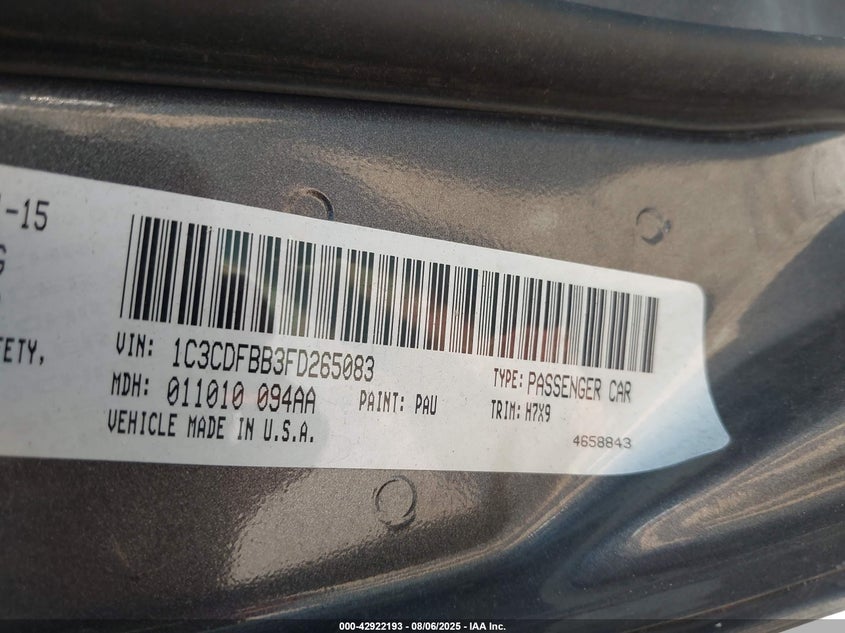 -15
G
ETY,
VIN: 1C3CDFBB3FD265083
TYPE: PASSENGER CAR
MDH: 011010 094AA
PAINT: PAU
TRIM: H7X9
VEHICLE MADE IN U.S.A.
4658843
000-42922193 - 08/06/2025 - IAA Inc.